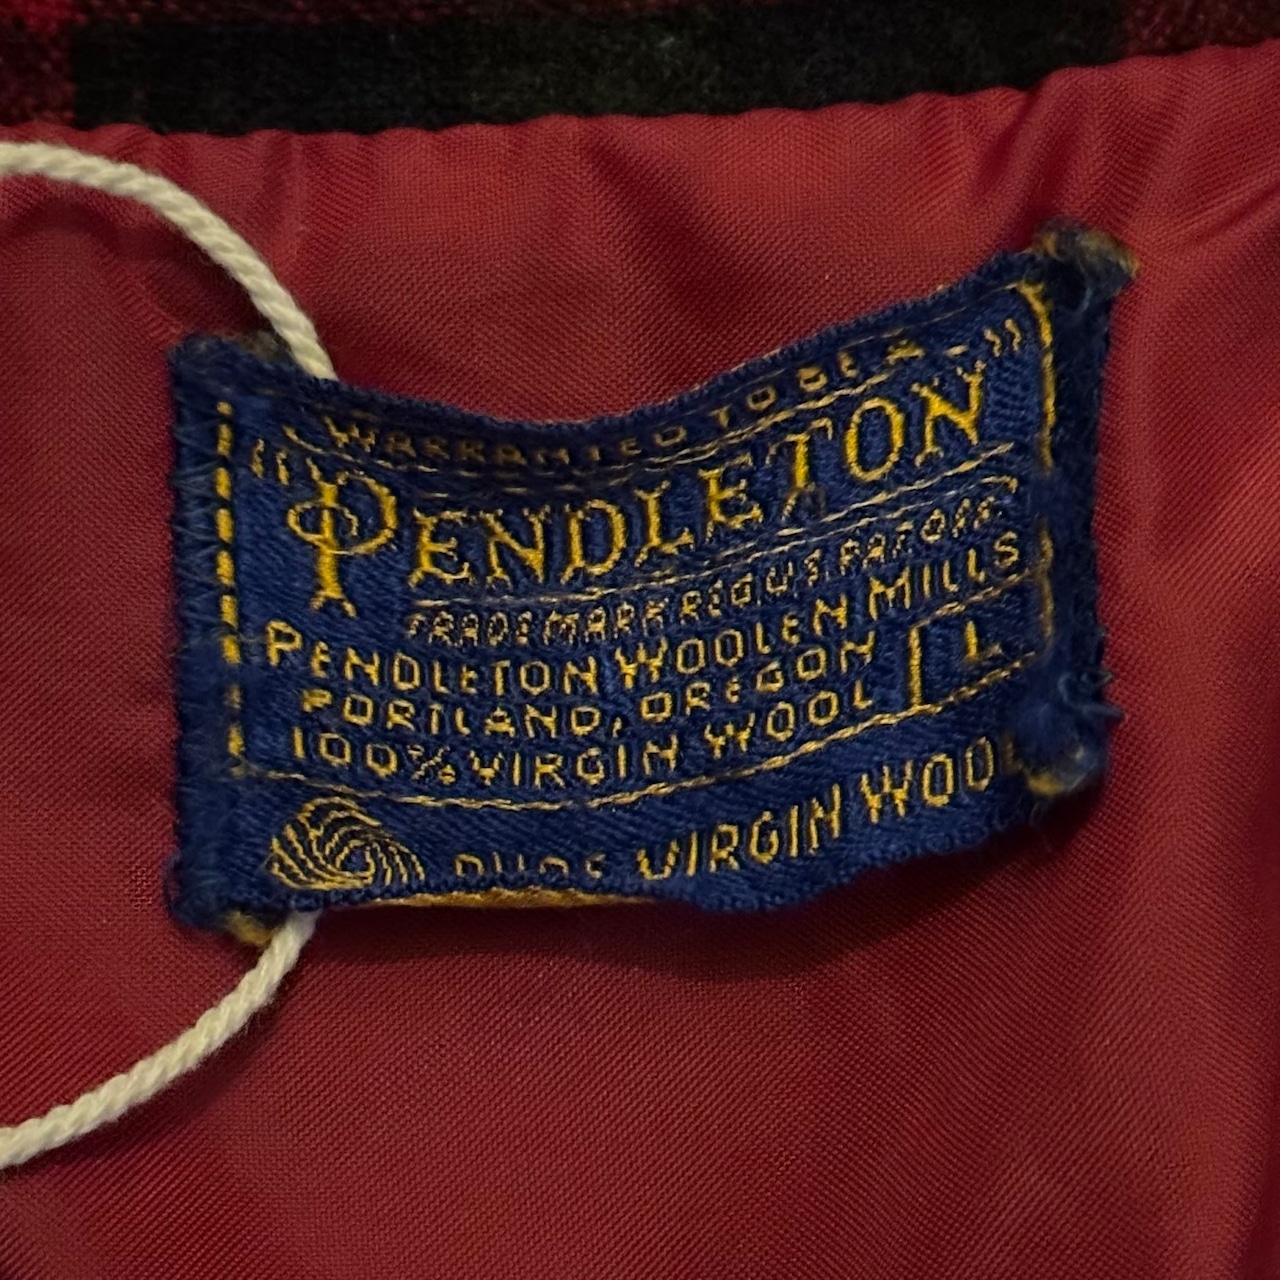 WARRANTED TO BE A -"
"PENDLETON
TRADE MARK REG. U.S. PAT. OFF.
PENDLETON WOOLEN MILLS
PORTLAND, OREGON L
100% VIRGIN WOOL
PURE VIRGIN WOOL